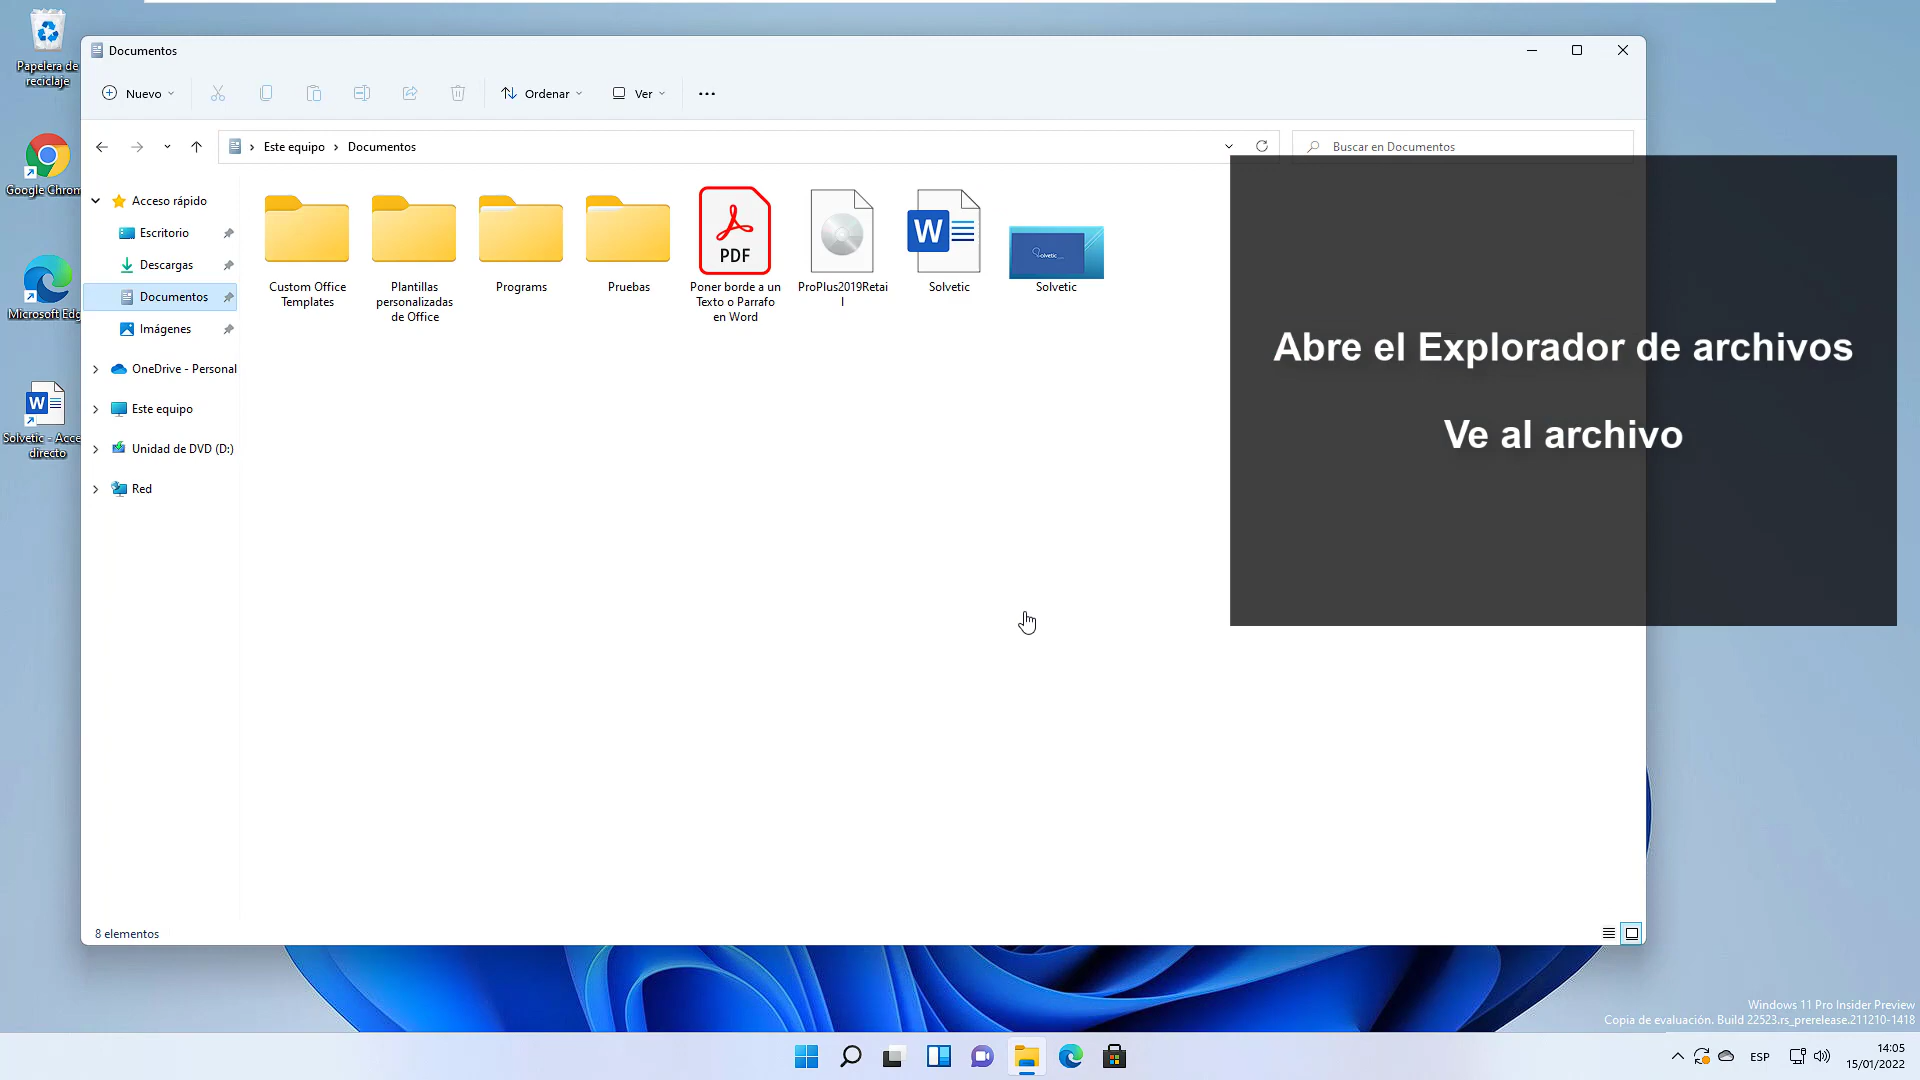 Papelera de
reciclaje
Google Chrom
Microsoft Edg
Solvetic - Acce
directo
Documentos
Nuevo
Ordenar
Ver
Este equipo
Documentos
Buscar en Documentos
Acceso rápido
Escritorio
Descargas
Documentos
Imágenes
OneDrive - Personal
Este equipo
Unidad de DVD (D:)
Red
Custom Office
Templates
Plantillas
personalizadas
de Office
Programs
Pruebas
PDF
Poner borde a un
Texto o Parrafo
en Word
ProPlus2019Retai
l
W
Solvetic
Solvetic
Abre el Explorador de archivos
Ve al archivo
8 elementos
Windows 11 Pro Insider Preview
Copia de evaluación. Build 22523.rs_prerelease.211210-1418
ESP
14:05
15/01/2022